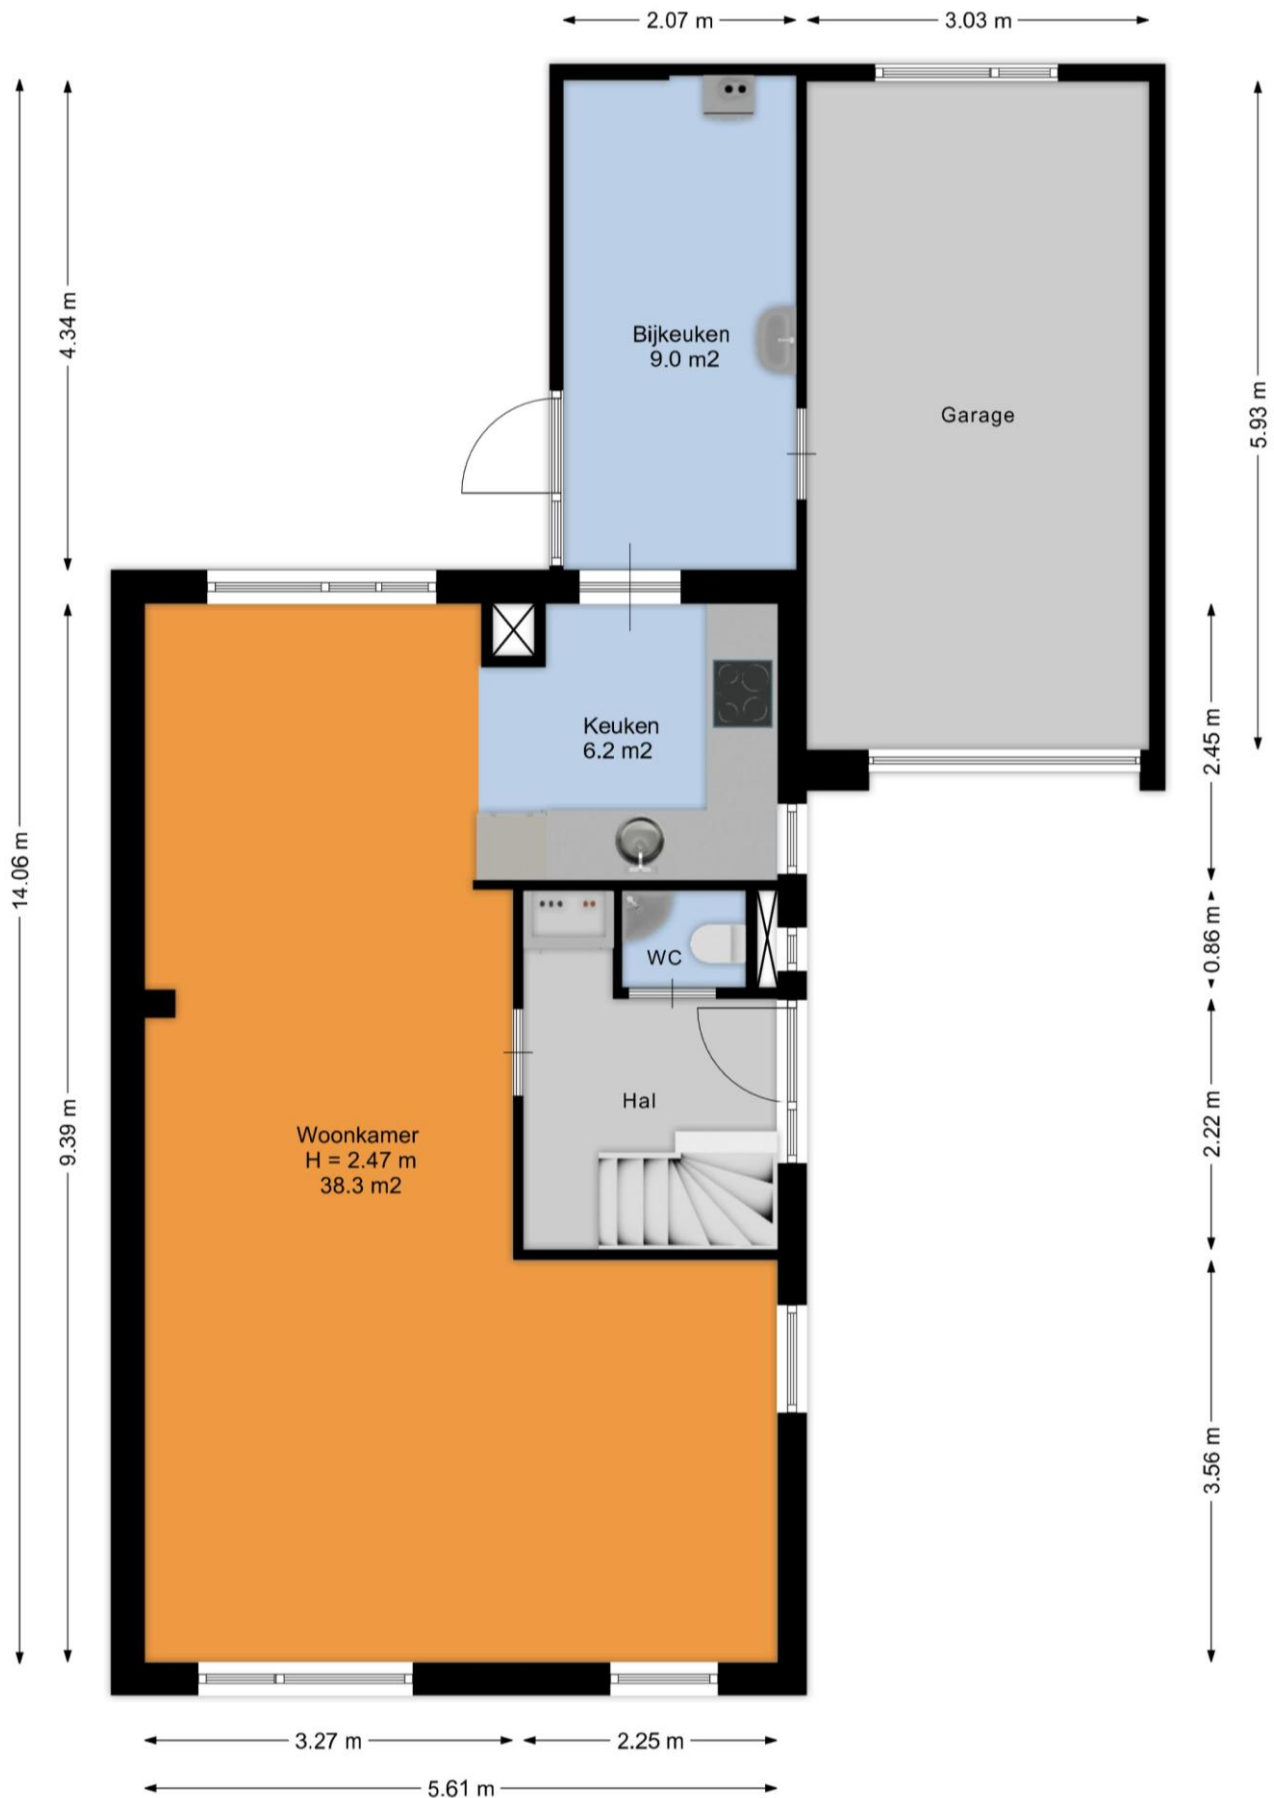 2.07 m
3.03 m
4.34 m
Bijkeuken
9.0 m2
Garage
5.93 m
14.06 m
Keuken
6.2 m2
2.45 m
WC
0.86 m
9.39 m
Hal
2.22 m
Woonkamer
H = 2.47 m
38.3 m2
3.56 m
3.27 m
2.25 m
5.61 m